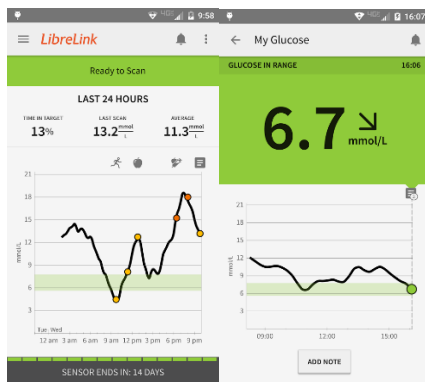 9:58
LibreLink
Ready to Scan
LAST 24 HOURS
TIME IN TARGET
13%
LAST SCAN
13.2 mmol/L
AVERAGE
11.3 mmol/L
21
18
15
12
9
6
3
mmol/L
Tue Wed
12 am 3 am 6 am 9 am 12 pm 3 pm 6 pm 9 pm
SENSOR ENDS IN: 14 DAYS
16:07
My Glucose
GLUCOSE IN RANGE 16:06
6.7 mmol/L
21
18
15
12
9
6
3
mmol/L
09:00 12:00 15:00
ADD NOTE